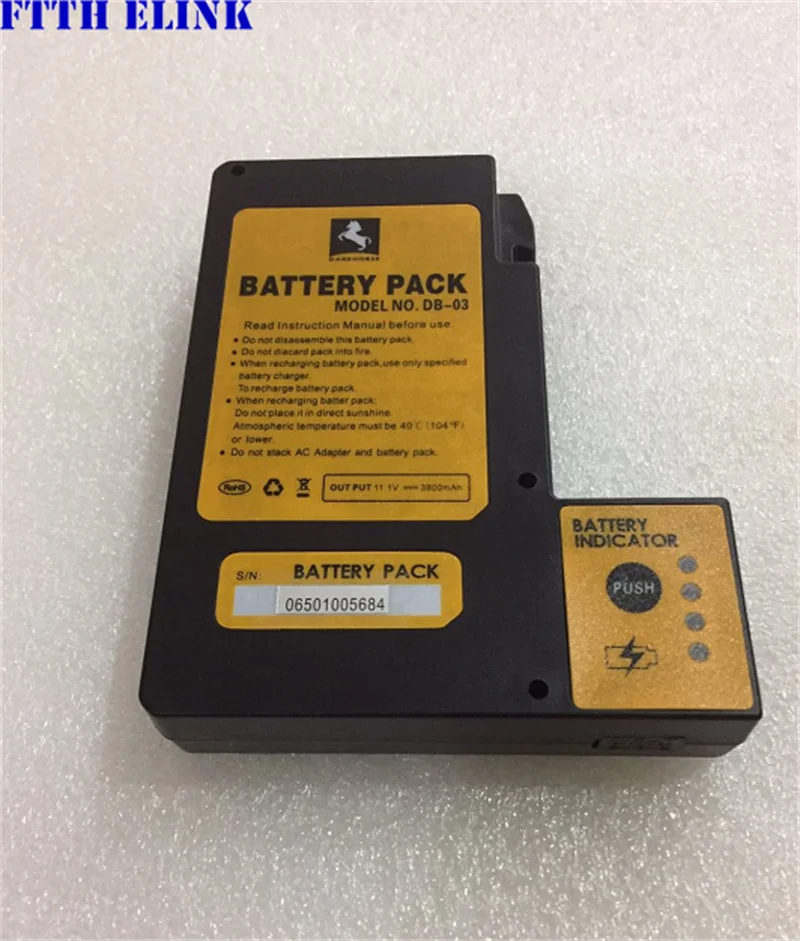 FTTH ELINK
DARKHORSE
BATTERY PACK
MODEL NO. DB-03
Read Instruction Manual before use.
• Do not disassemble this battery pack.
• Do not diacard pack into fire.
• When recharging battery pack,use only specified
battery charger.
To recharge battery pack.
• When recharging batter pack:
Do not place it in direct sunshine.
Atmospheric temperature must be 40℃(104℉)
or lower.
• Do not stack AC Adapter and battery pack.
RoHS
OUT PUT 11.1V ⎓ 3800mAh
S/N: BATTERY PACK
06501005684
BATTERY
INDICATOR
PUSH